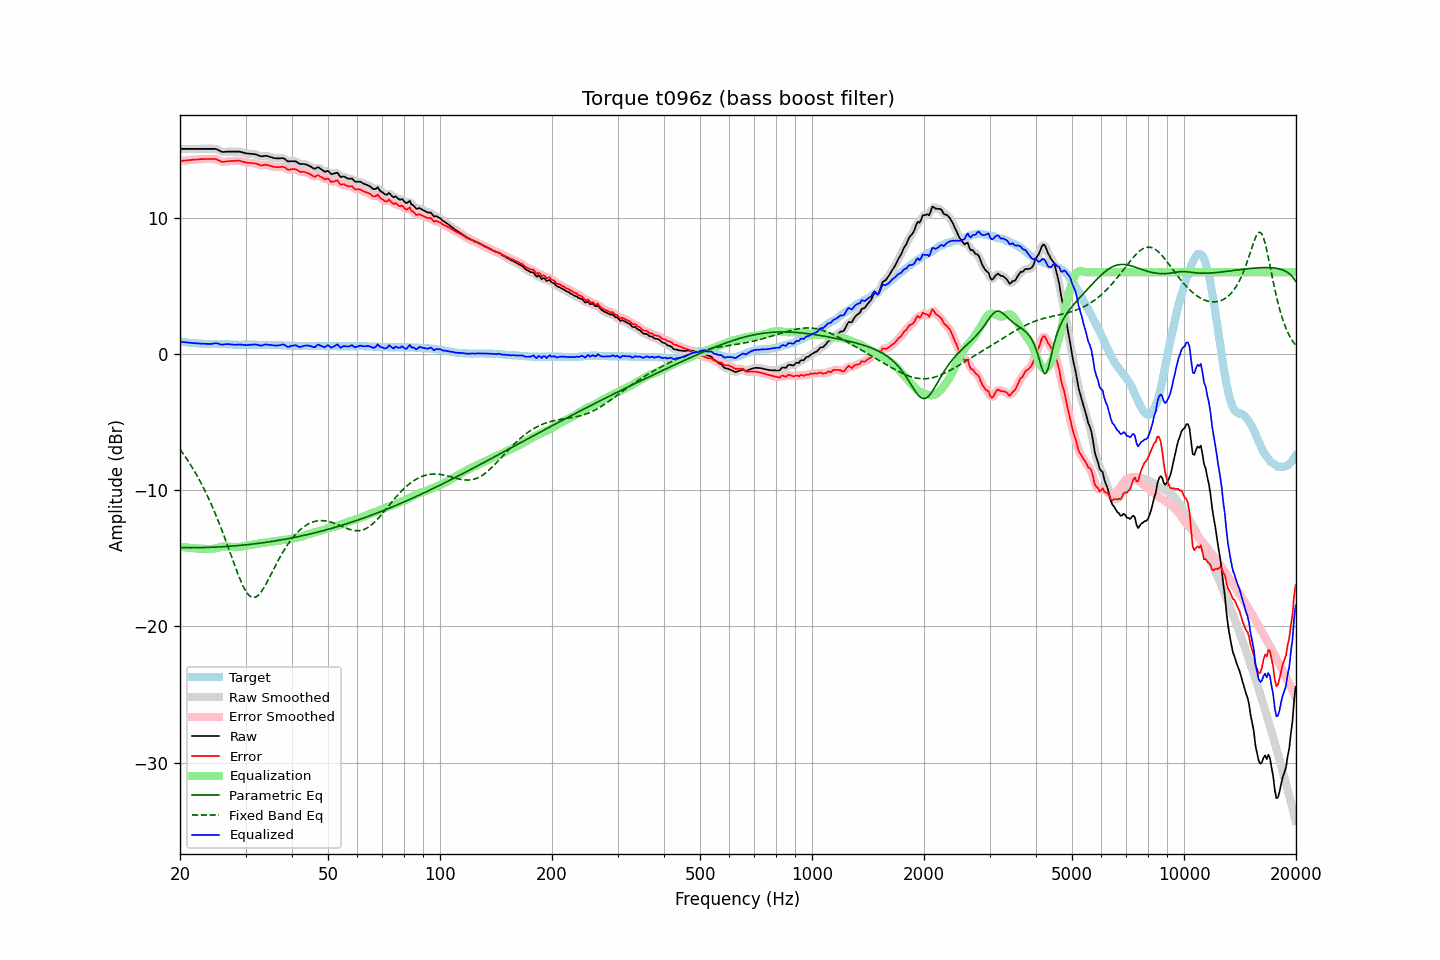 Torque t096z (bass boost filter)
Amplitude (dBr)
10
0
−10
−20
−30
Target
Raw Smoothed
Error Smoothed
Raw
Error
Equalization
Parametric Eq
Fixed Band Eq
Equalized
20 50 100 200 500 1000 2000 5000 10000 20000
Frequency (Hz)